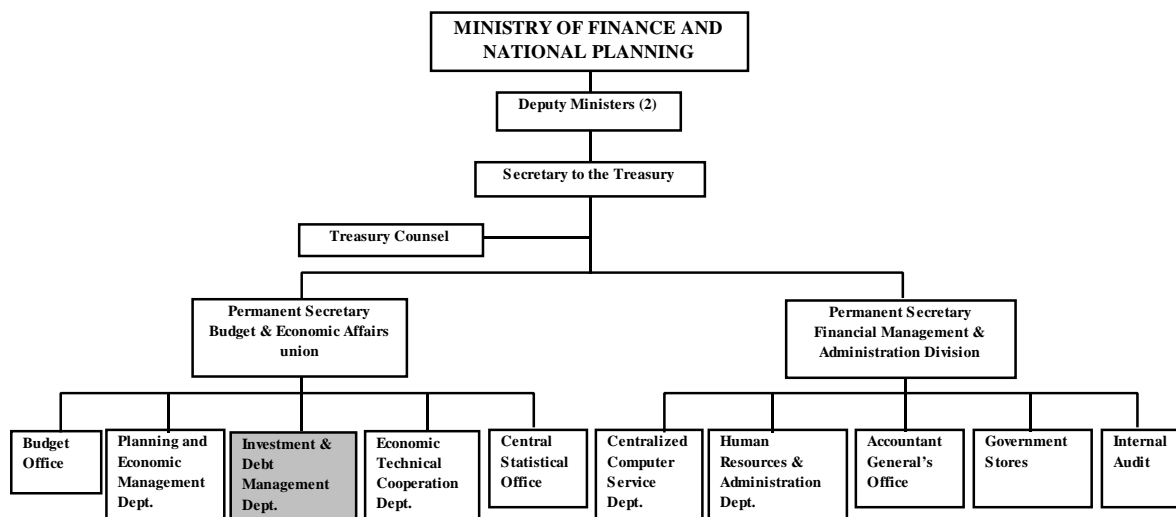 MINISTRY OF FINANCE AND
NATIONAL PLANNING
Deputy Ministers (2)
Secretary to the Treasury
Treasury Counsel
Permanent Secretary
Budget & Economic Affairs
union
Permanent Secretary
Financial Management &
Administration Division
Budget
Office
Planning and
Economic
Management
Dept.
Investment &
Debt
Management
Dept.
Economic
Technical
Cooperation
Dept.
Central
Statistical
Office
Centralized
Computer
Service
Dept.
Human
Resources &
Administration
Dept.
Accountant
General's
Office
Government
Stores
Internal
Audit